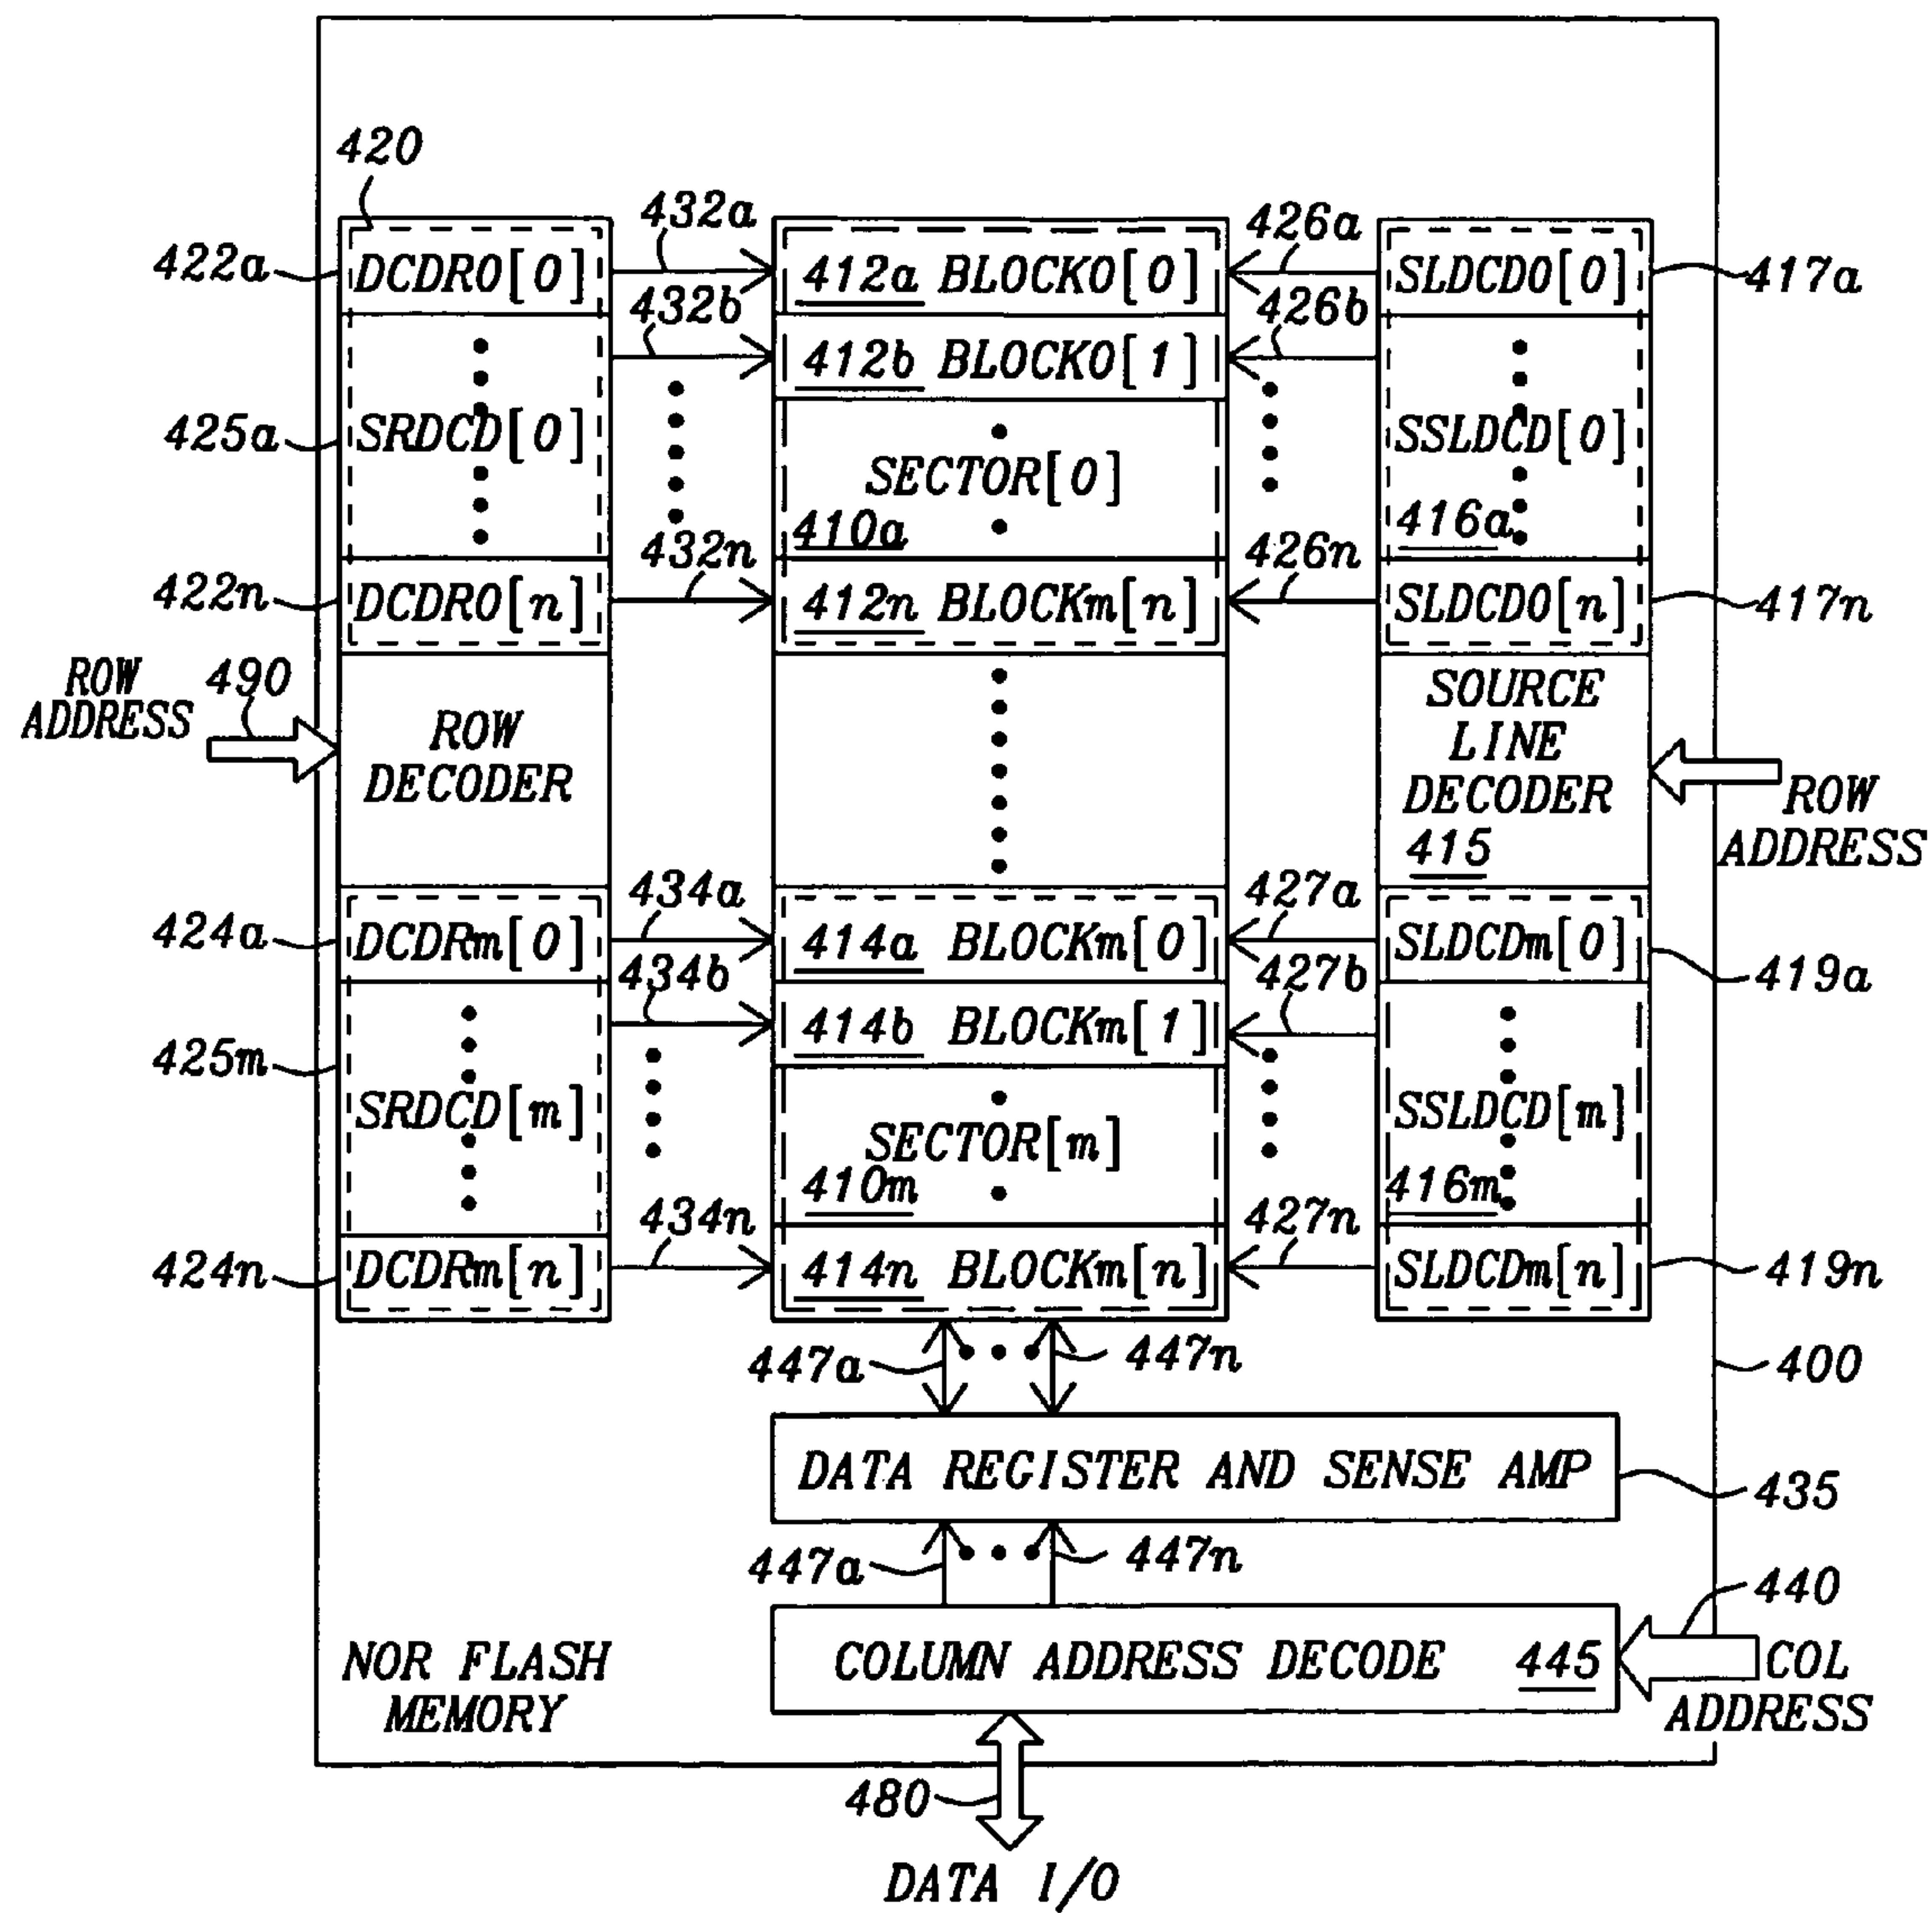 420
432a
426a
422a
DCDR0[0]
412a BLOCK0[0]
SLDCD0[0]
417a
432b
426b
412b BLOCK0[1]
425a
SRDCD[0]
SECTOR[0]
410a
SSLDCD[0]
416a
432n
426n
422n
DCDR0[n]
412n BLOCKm[n]
SLDCD0[n]
417n
ROW
ADDRESS
490
ROW
DECODER
SOURCE
LINE
DECODER
415
ROW
ADDRESS
434a
427a
424a
DCDRm[0]
414a BLOCKm[0]
SLDCDm[0]
419a
434b
427b
414b BLOCKm[1]
425m
SRDCD[m]
SECTOR[m]
410m
SSLDCD[m]
416m
434n
427n
424n
DCDRm[n]
414n BLOCKm[n]
SLDCDm[n]
419n
447a
447n
400
DATA REGISTER AND SENSE AMP
435
447a
447n
440
COLUMN ADDRESS DECODE 445
COL
ADDRESS
NOR FLASH
MEMORY
480
DATA I/O